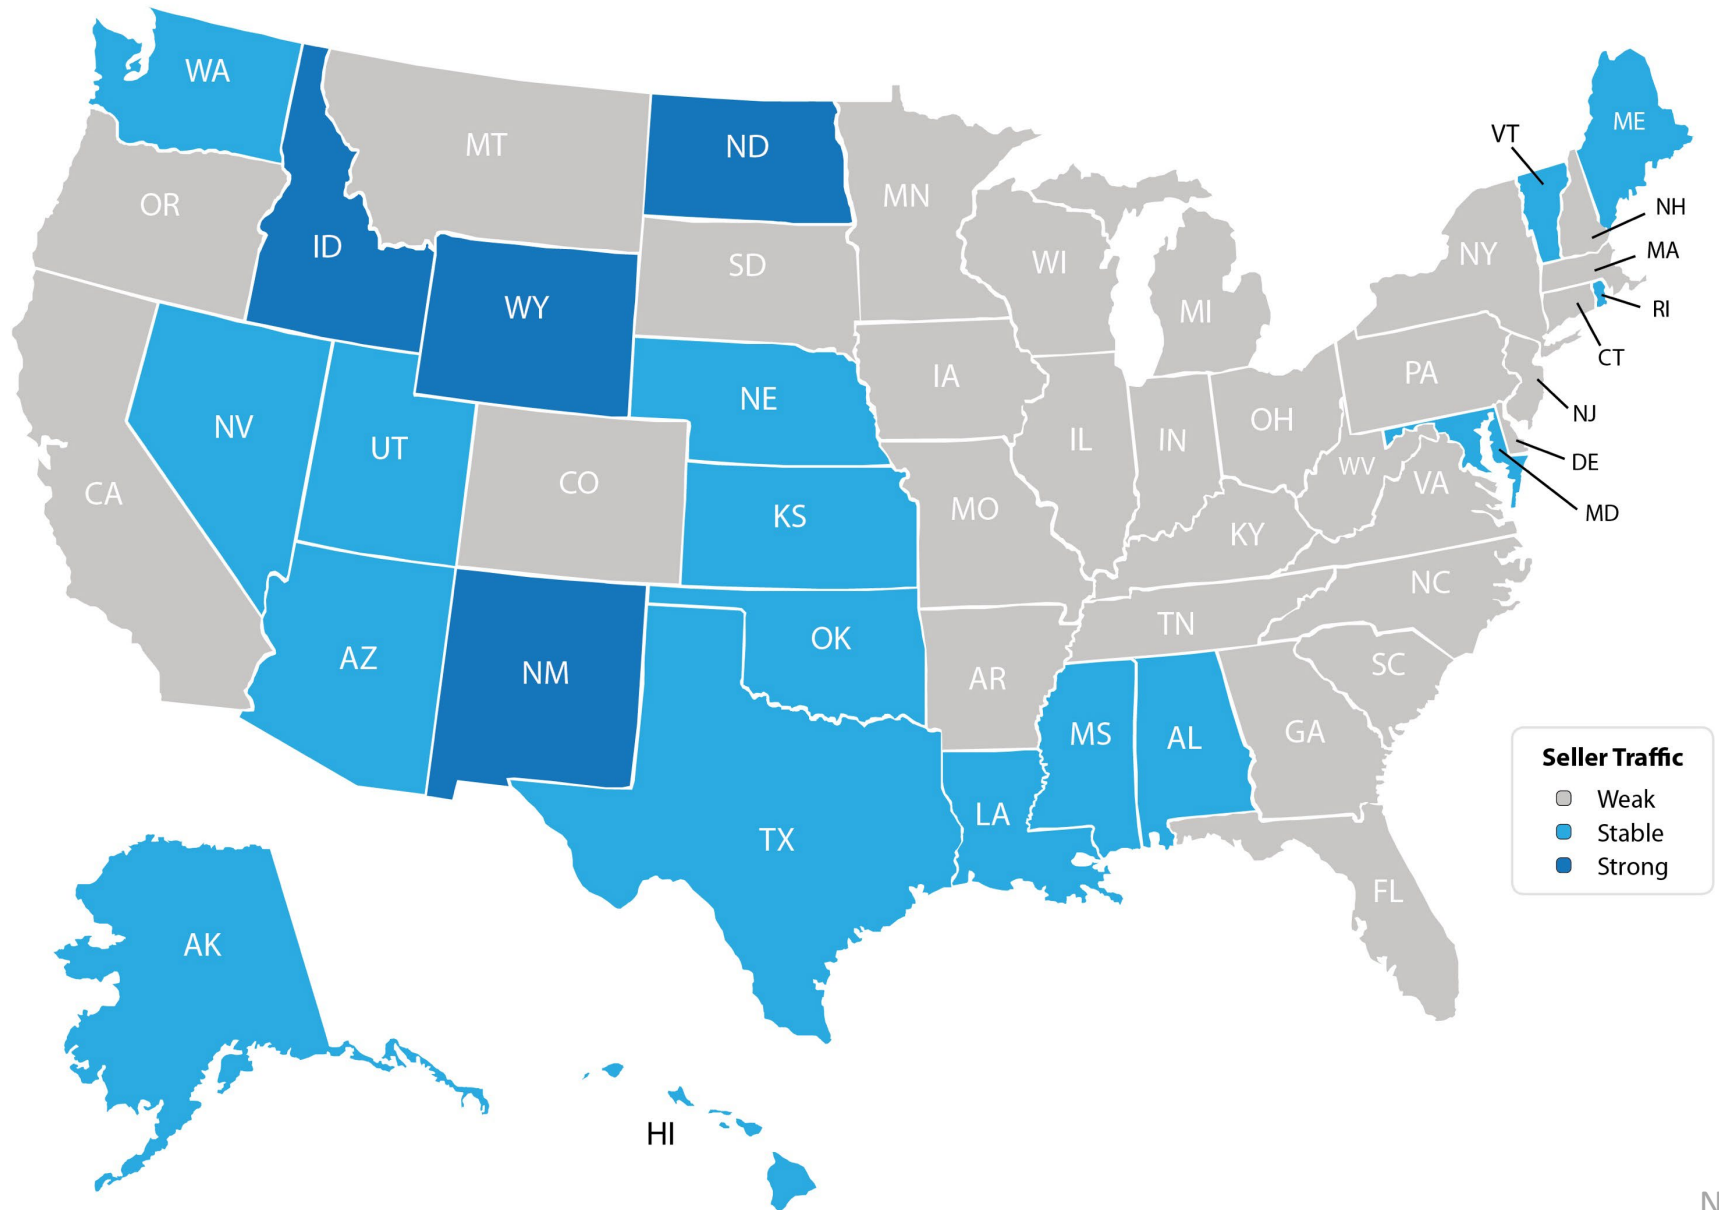 WA
MT
ND
MN
VT
ME
OR
ID
SD
WI
NY
NH
MA
WY
MI
RI
CT
NE
IA
PA
NJ
NV
UT
CO
IL
IN
OH
WV
VA
DE
MD
CA
KS
MO
KY
NC
AZ
NM
OK
AR
TN
SC
MS
AL
GA
LA
TX
FL
Seller Traffic
Weak
Stable
Strong
AK
HI
N